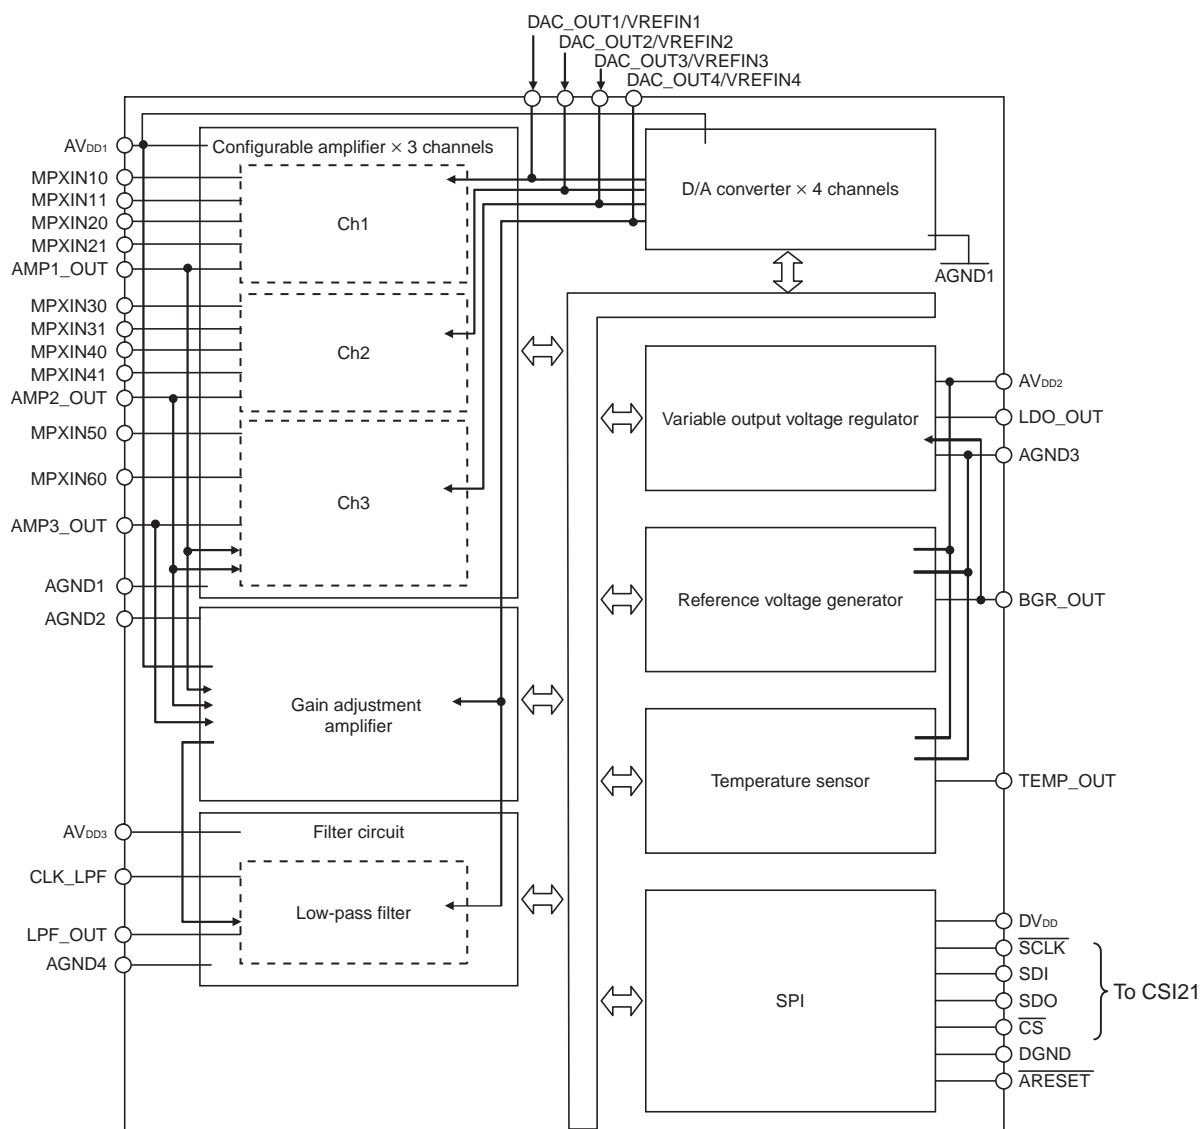 DAC_OUT1/VREFIN1
DAC_OUT2/VREFIN2
DAC_OUT3/VREFIN3
DAC_OUT4/VREFIN4
AVDD1
MPXIN10
MPXIN11
MPXIN20
MPXIN21
AMP1_OUT
MPXIN30
MPXIN31
MPXIN40
MPXIN41
AMP2_OUT
MPXIN50
MPXIN60
AMP3_OUT
AGND1
AGND2
AVDD3
CLK_LPF
LPF_OUT
AGND4
Configurable amplifier × 3 channels
Ch1
Ch2
Ch3
Gain adjustment
amplifier
Filter circuit
Low-pass filter
D/A converter × 4 channels
AGND1
Variable output voltage regulator
Reference voltage generator
Temperature sensor
SPI
AVDD2
LDO_OUT
AGND3
BGR_OUT
TEMP_OUT
DVDD
SCLK
SDI
SDO
CS
DGND
ARESET
To CSI21